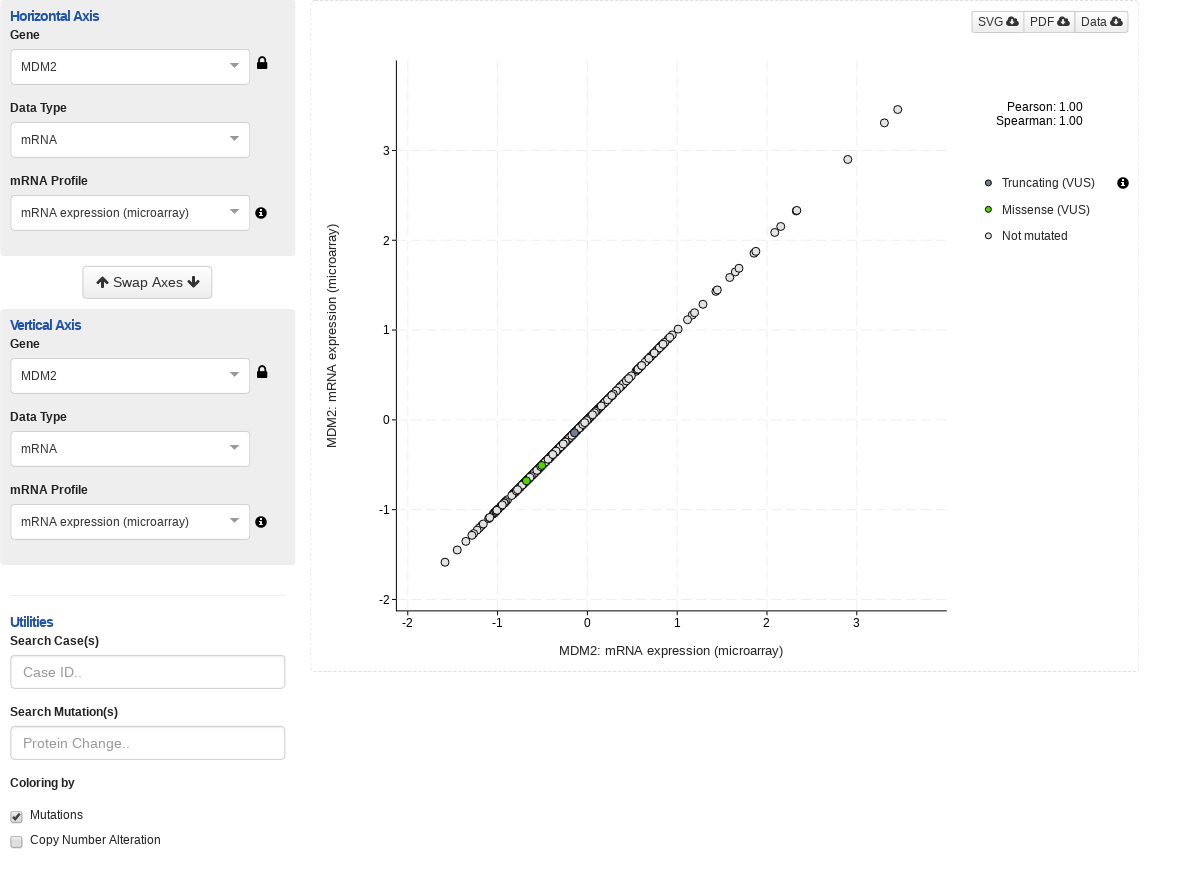 Horizontal Axis
Gene
MDM2
Data Type
mRNA
mRNA Profile
mRNA expression (microarray)
Swap Axes
Vertical Axis
Gene
MDM2
Data Type
mRNA
mRNA Profile
mRNA expression (microarray)
Utilities
Search Case(s)
Case ID..
Search Mutation(s)
Protein Change..
Coloring by
Mutations
Copy Number Alteration
SVG PDF Data
Pearson: 1.00
Spearman: 1.00
Truncating (VUS)
Missense (VUS)
Not mutated
MDM2: mRNA expression (microarray)
3
2
1
0
-1
-2
-2 -1 0 1 2 3
MDM2: mRNA expression (microarray)